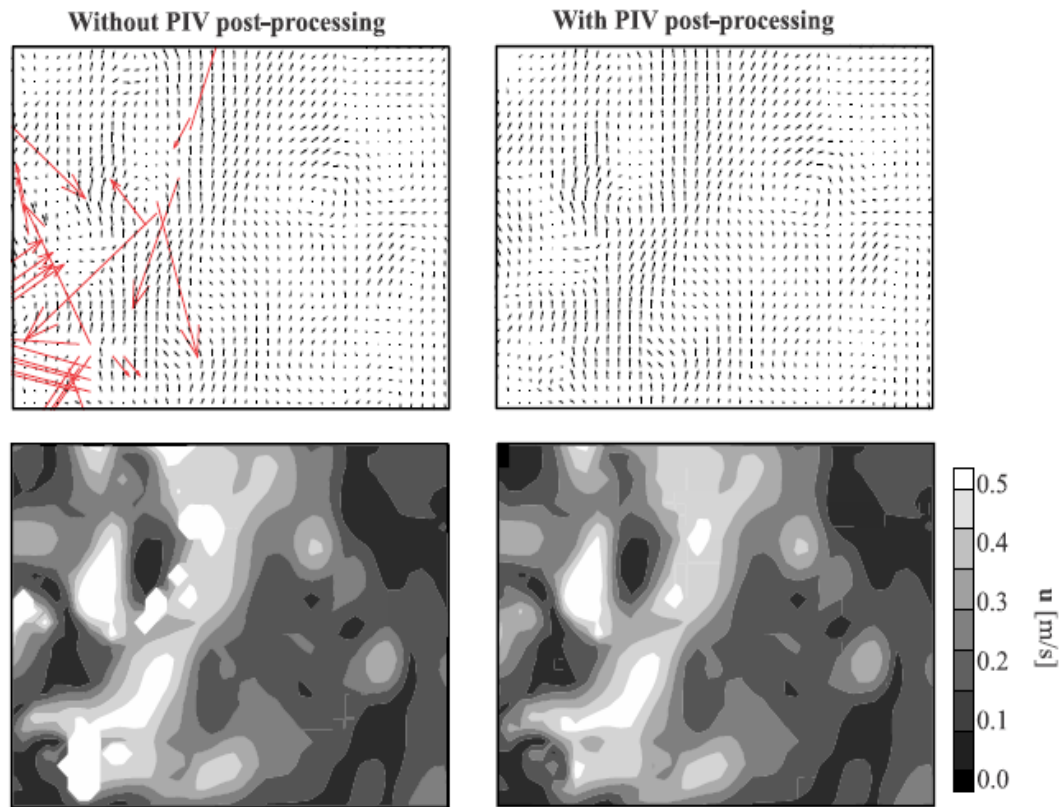 Without PIV post-processing
With PIV post-processing
0.5
0.4
0.3
0.2
0.1
0.0
u [m/s]